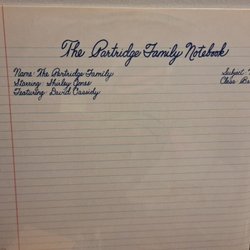 The Partridge Family Notebook
Name: The Partridge Family
Starring: Shirley Jones
Featuring: David Cassidy
Subject
Class